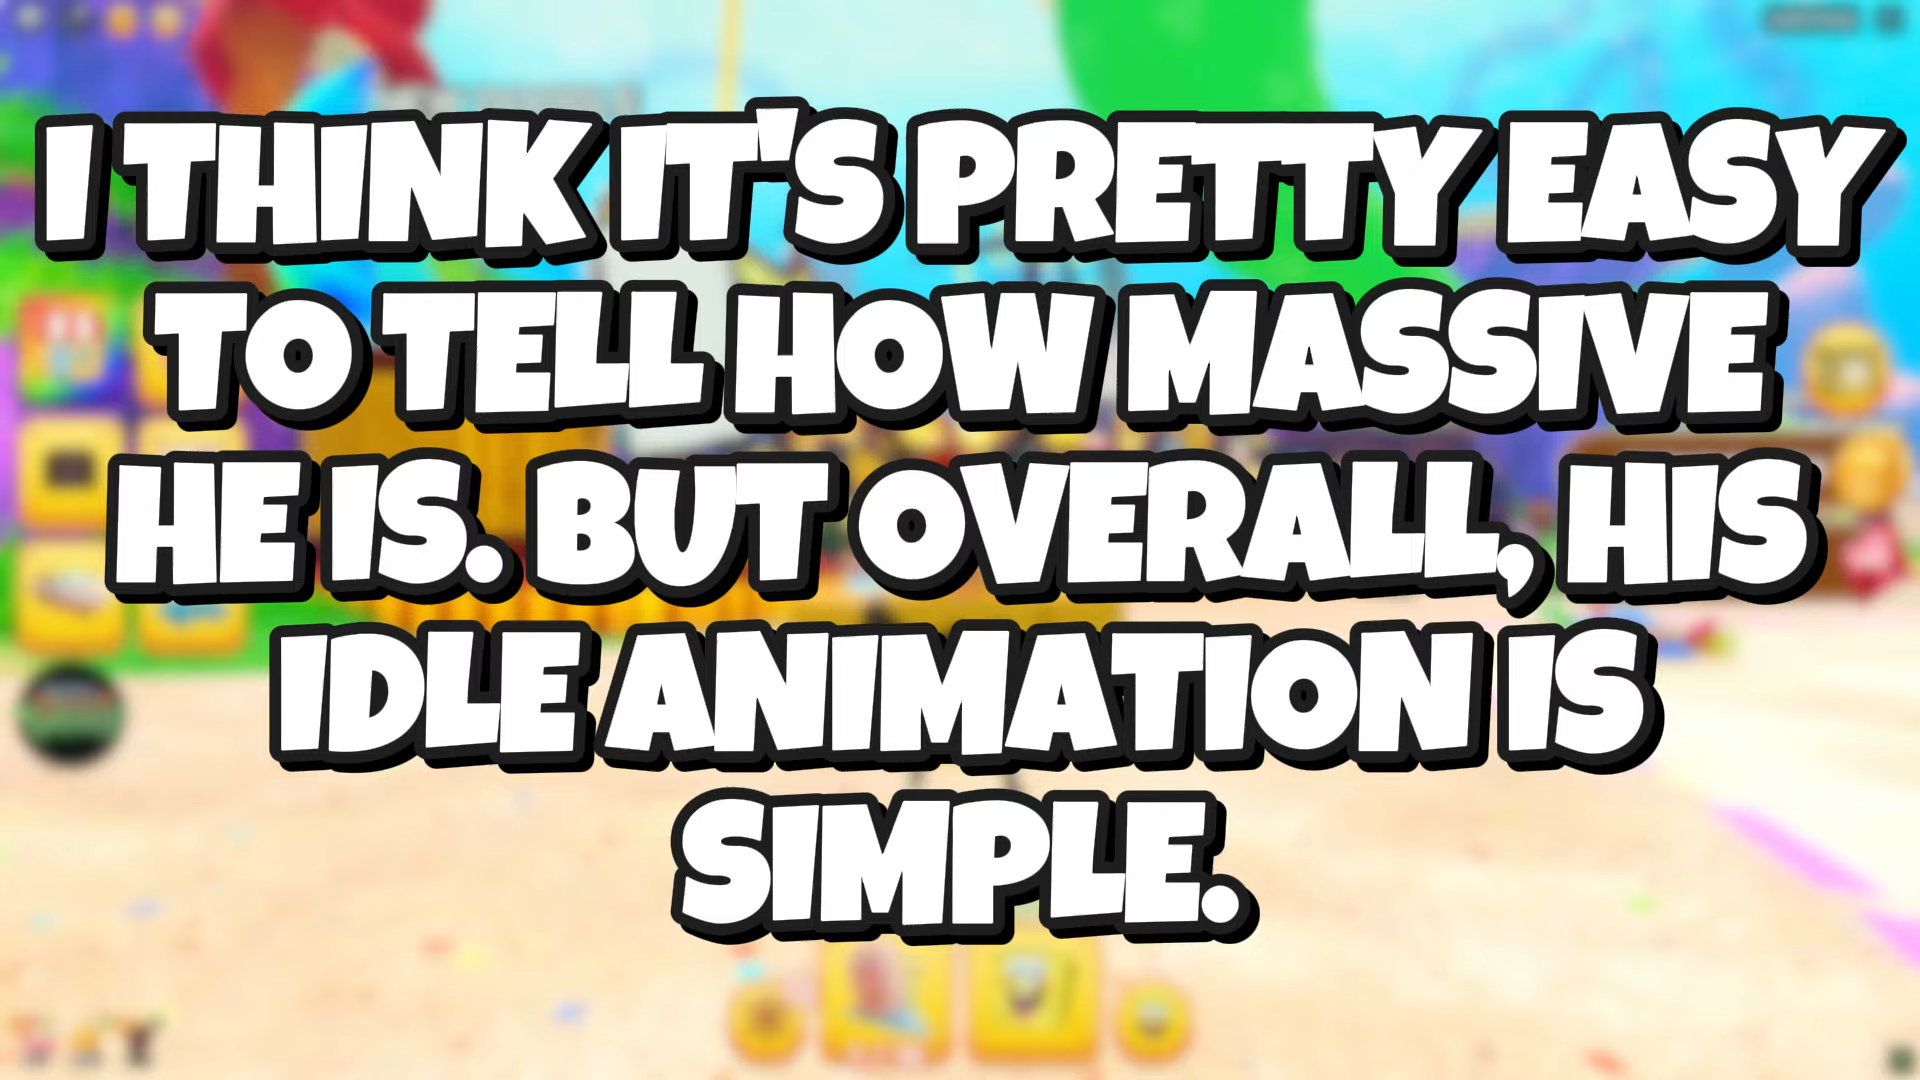 I THINK IT'S PRETTY EASY
TO TELL HOW MASSIVE
HE IS. BUT OVERALL, HIS
IDLE ANIMATION IS
SIMPLE.